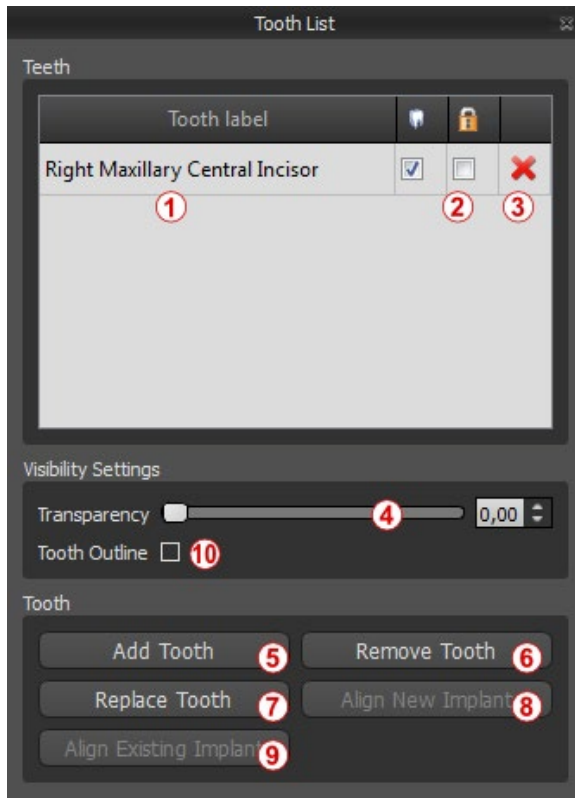 Tooth List
Teeth
Tooth label
Right Maxillary Central Incisor
1 2 3
Visibility Settings
Transparency 4 0,00
Tooth Outline 10
Tooth
Add Tooth 5 Remove Tooth 6
Replace Tooth 7 Align New Implant 8
Align Existing Implant 9